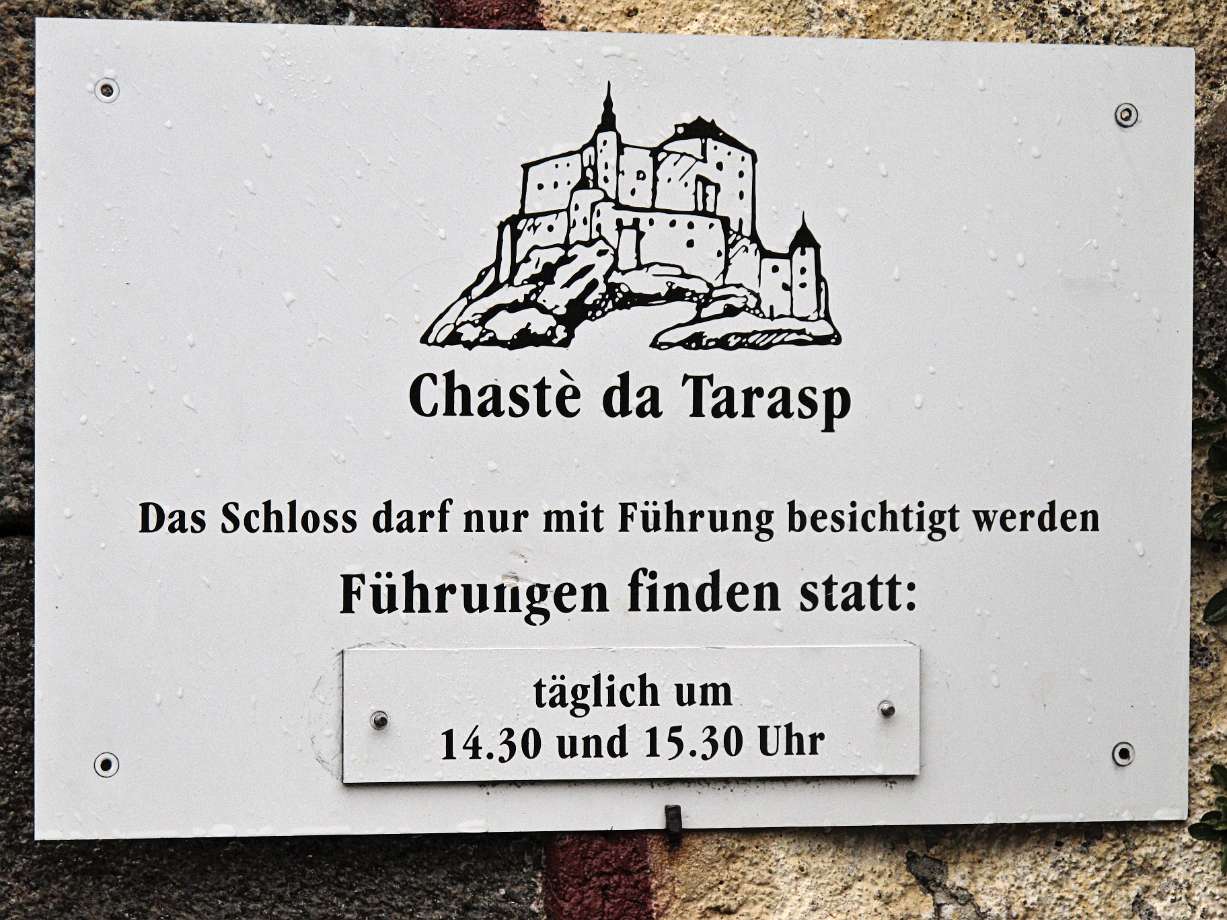 Chastè da Tarasp
Das Schloss darf nur mit Führung besichtigt werden
Führungen finden statt:
täglich um
14.30 und 15.30 Uhr